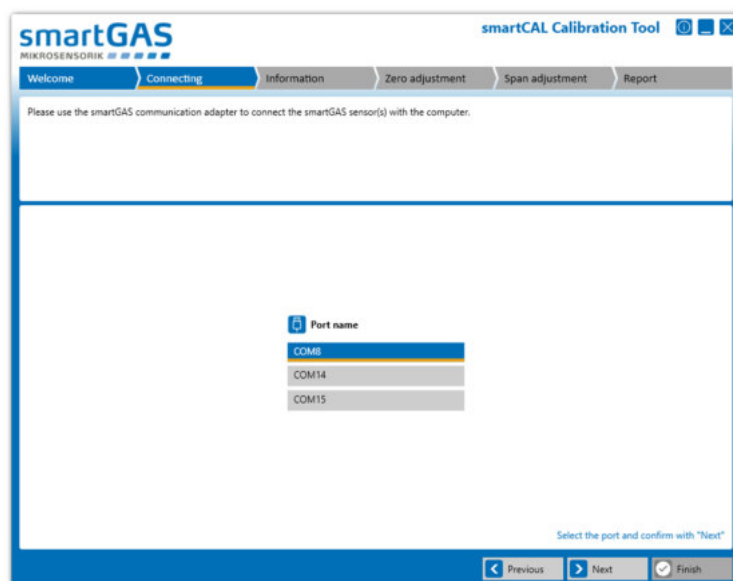 smartGAS
MIKROSENSORIK
smartCAL Calibration Tool
Welcome
Connecting
Information
Zero adjustment
Span adjustment
Report
Please use the smartGAS communication adapter to connect the smartGAS sensor(s) with the computer.
Port name
COM8
COM14
COM15
Select the port and confirm with "Next"
Previous
Next
Finish